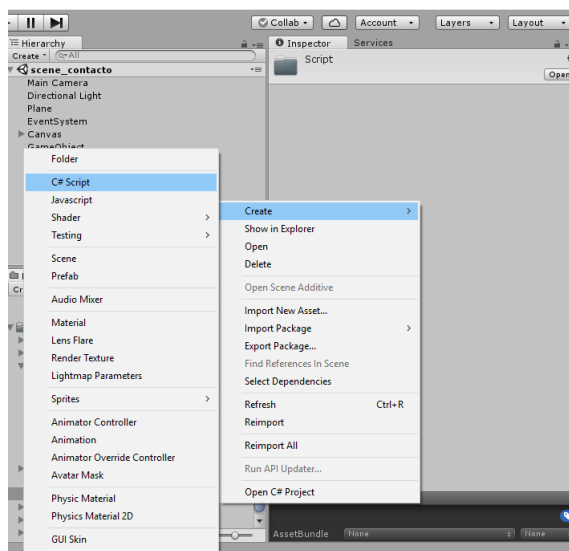 Collab
Account
Layers
Layout
Hierarchy
Create
All
scene_contacto
Main Camera
Directional Light
Plane
EventSystem
Canvas
GameObject
Inspector
Services
Script
Open
Folder
C# Script
Javascript
Shader
Testing
Scene
Prefab
Audio Mixer
Material
Lens Flare
Render Texture
Lightmap Parameters
Sprites
Animator Controller
Animation
Animator Override Controller
Avatar Mask
Physic Material
Physics Material 2D
GUI Skin
Create
Show in Explorer
Open
Delete
Open Scene Additive
Import New Asset...
Import Package
Export Package...
Find References In Scene
Select Dependencies
Refresh Ctrl+R
Reimport
Reimport All
Run API Updater...
Open C# Project
AssetBundle None None